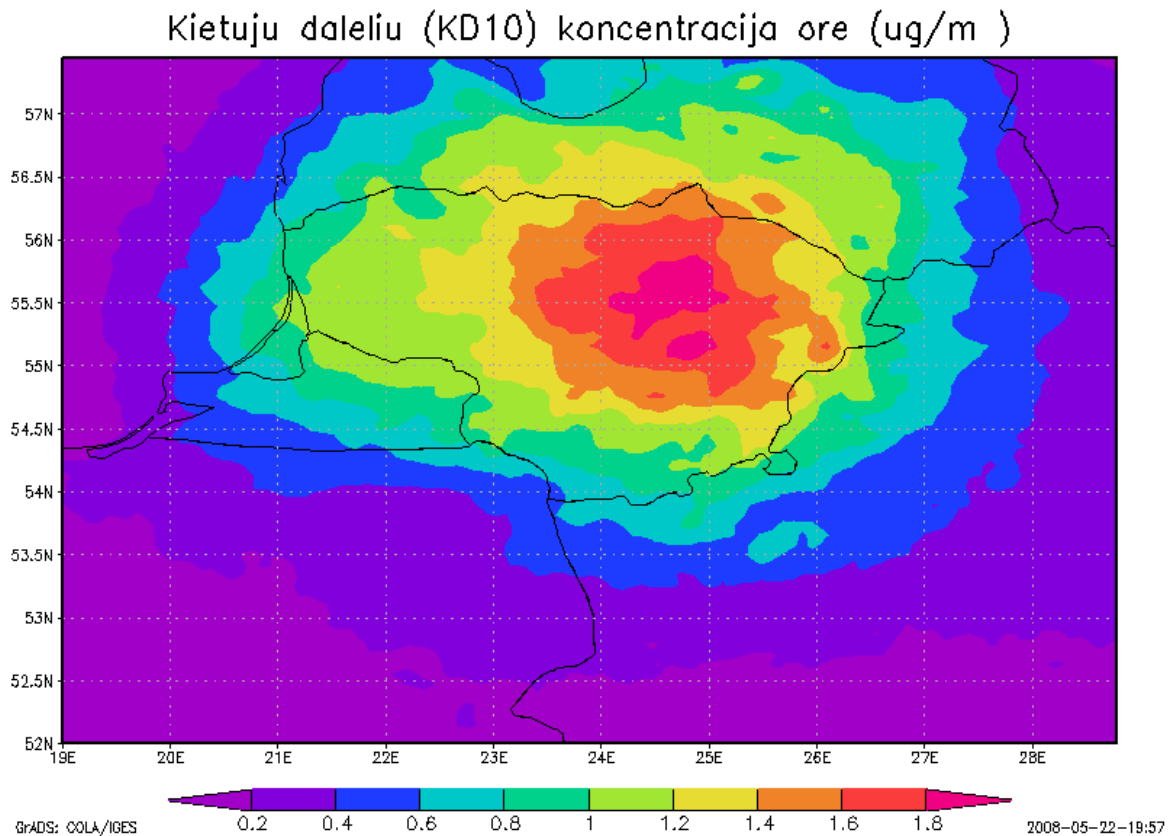 Kietuju daleliu (KD10) koncentracija ore (ug/m )
57N
56.5N
56N
55.5N
55N
54.5N
54N
53.5N
53N
52.5N
52N
19E 20E 21E 22E 23E 24E 25E 26E 27E 28E
0.2 0.4 0.6 0.8 1 1.2 1.4 1.6 1.8
GrADS: COLA/IGES 2008-05-22-19:57